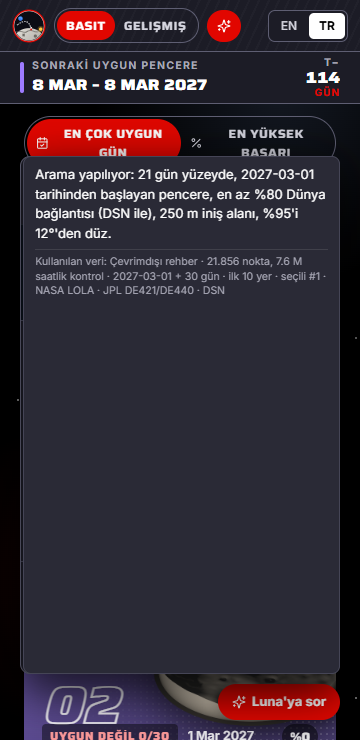 BASIT
GELİŞMİŞ
EN
TR
SONRAKİ UYGUN PENCERE
8 MAR – 8 MAR 2027
T−
114
GÜN
EN ÇOK UYGUN
GÜN
EN YÜKSEK
BAŞARI
Arama yapılıyor: 21 gün yüzeyde, 2027-03-01
tarihinden başlayan pencere, en az %80 Dünya
bağlantısı (DSN ile), 250 m iniş alanı, %95'i
12°'den düz.
Kullanılan veri: Çevrimdışı rehber · 21.856 nokta, 7.6 M
saatlik kontrol · 2027-03-01 + 30 gün · ilk 10 yer · seçili #1 ·
NASA LOLA · JPL DE421/DE440 · DSN
02
Luna'ya sor
UYGUN DEĞİL 0/30
1 Mar 2027
%0